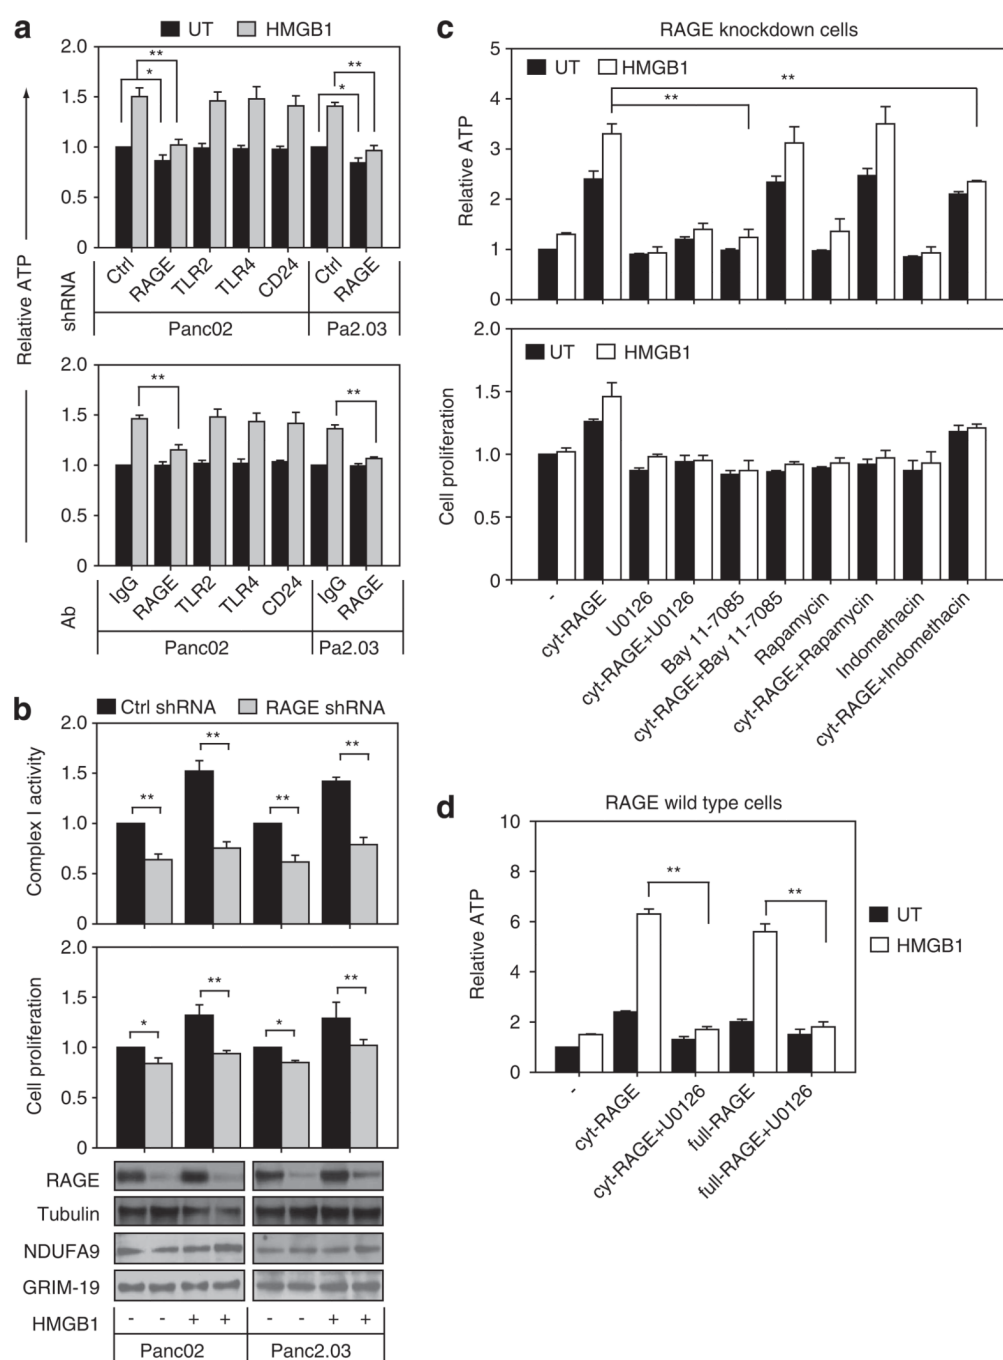 a
UT HMGB1
2.0
1.5
1.0
0.5
0
** * ** *
Relative ATP
shRNA
Ctrl RAGE TLR2 TLR4 CD24 Ctrl RAGE
Panc02 Pa2.03
2.0
1.5
1.0
0.5
0
** **
Ab
IgG RAGE TLR2 TLR4 CD24 IgG RAGE
Panc02 Pa2.03
b
Ctrl shRNA RAGE shRNA
Complex I activity
2.0
1.5
1.0
0.5
0
** ** ** **
Cell proliferation
2.0
1.5
1.0
0.5
0
* ** * **
RAGE
Tubulin
NDUFA9
GRIM-19
HMGB1 - - + + - - + +
Panc02 Panc2.03
c
RAGE knockdown cells
UT HMGB1
Relative ATP
5
4
3
2
1
0
** **
UT HMGB1
Cell proliferation
2.0
1.5
1.0
0.5
0
-
cyt-RAGE
U0126
cyt-RAGE+U0126
Bay 11-7085
cyt-RAGE+Bay 11-7085
Rapamycin
cyt-RAGE+Rapamycin
Indomethacin
cyt-RAGE+Indomethacin
d
RAGE wild type cells
Relative ATP
10
8
6
4
2
0
** **
UT
HMGB1
-
cyt-RAGE
cyt-RAGE+U0126
full-RAGE
full-RAGE+U0126